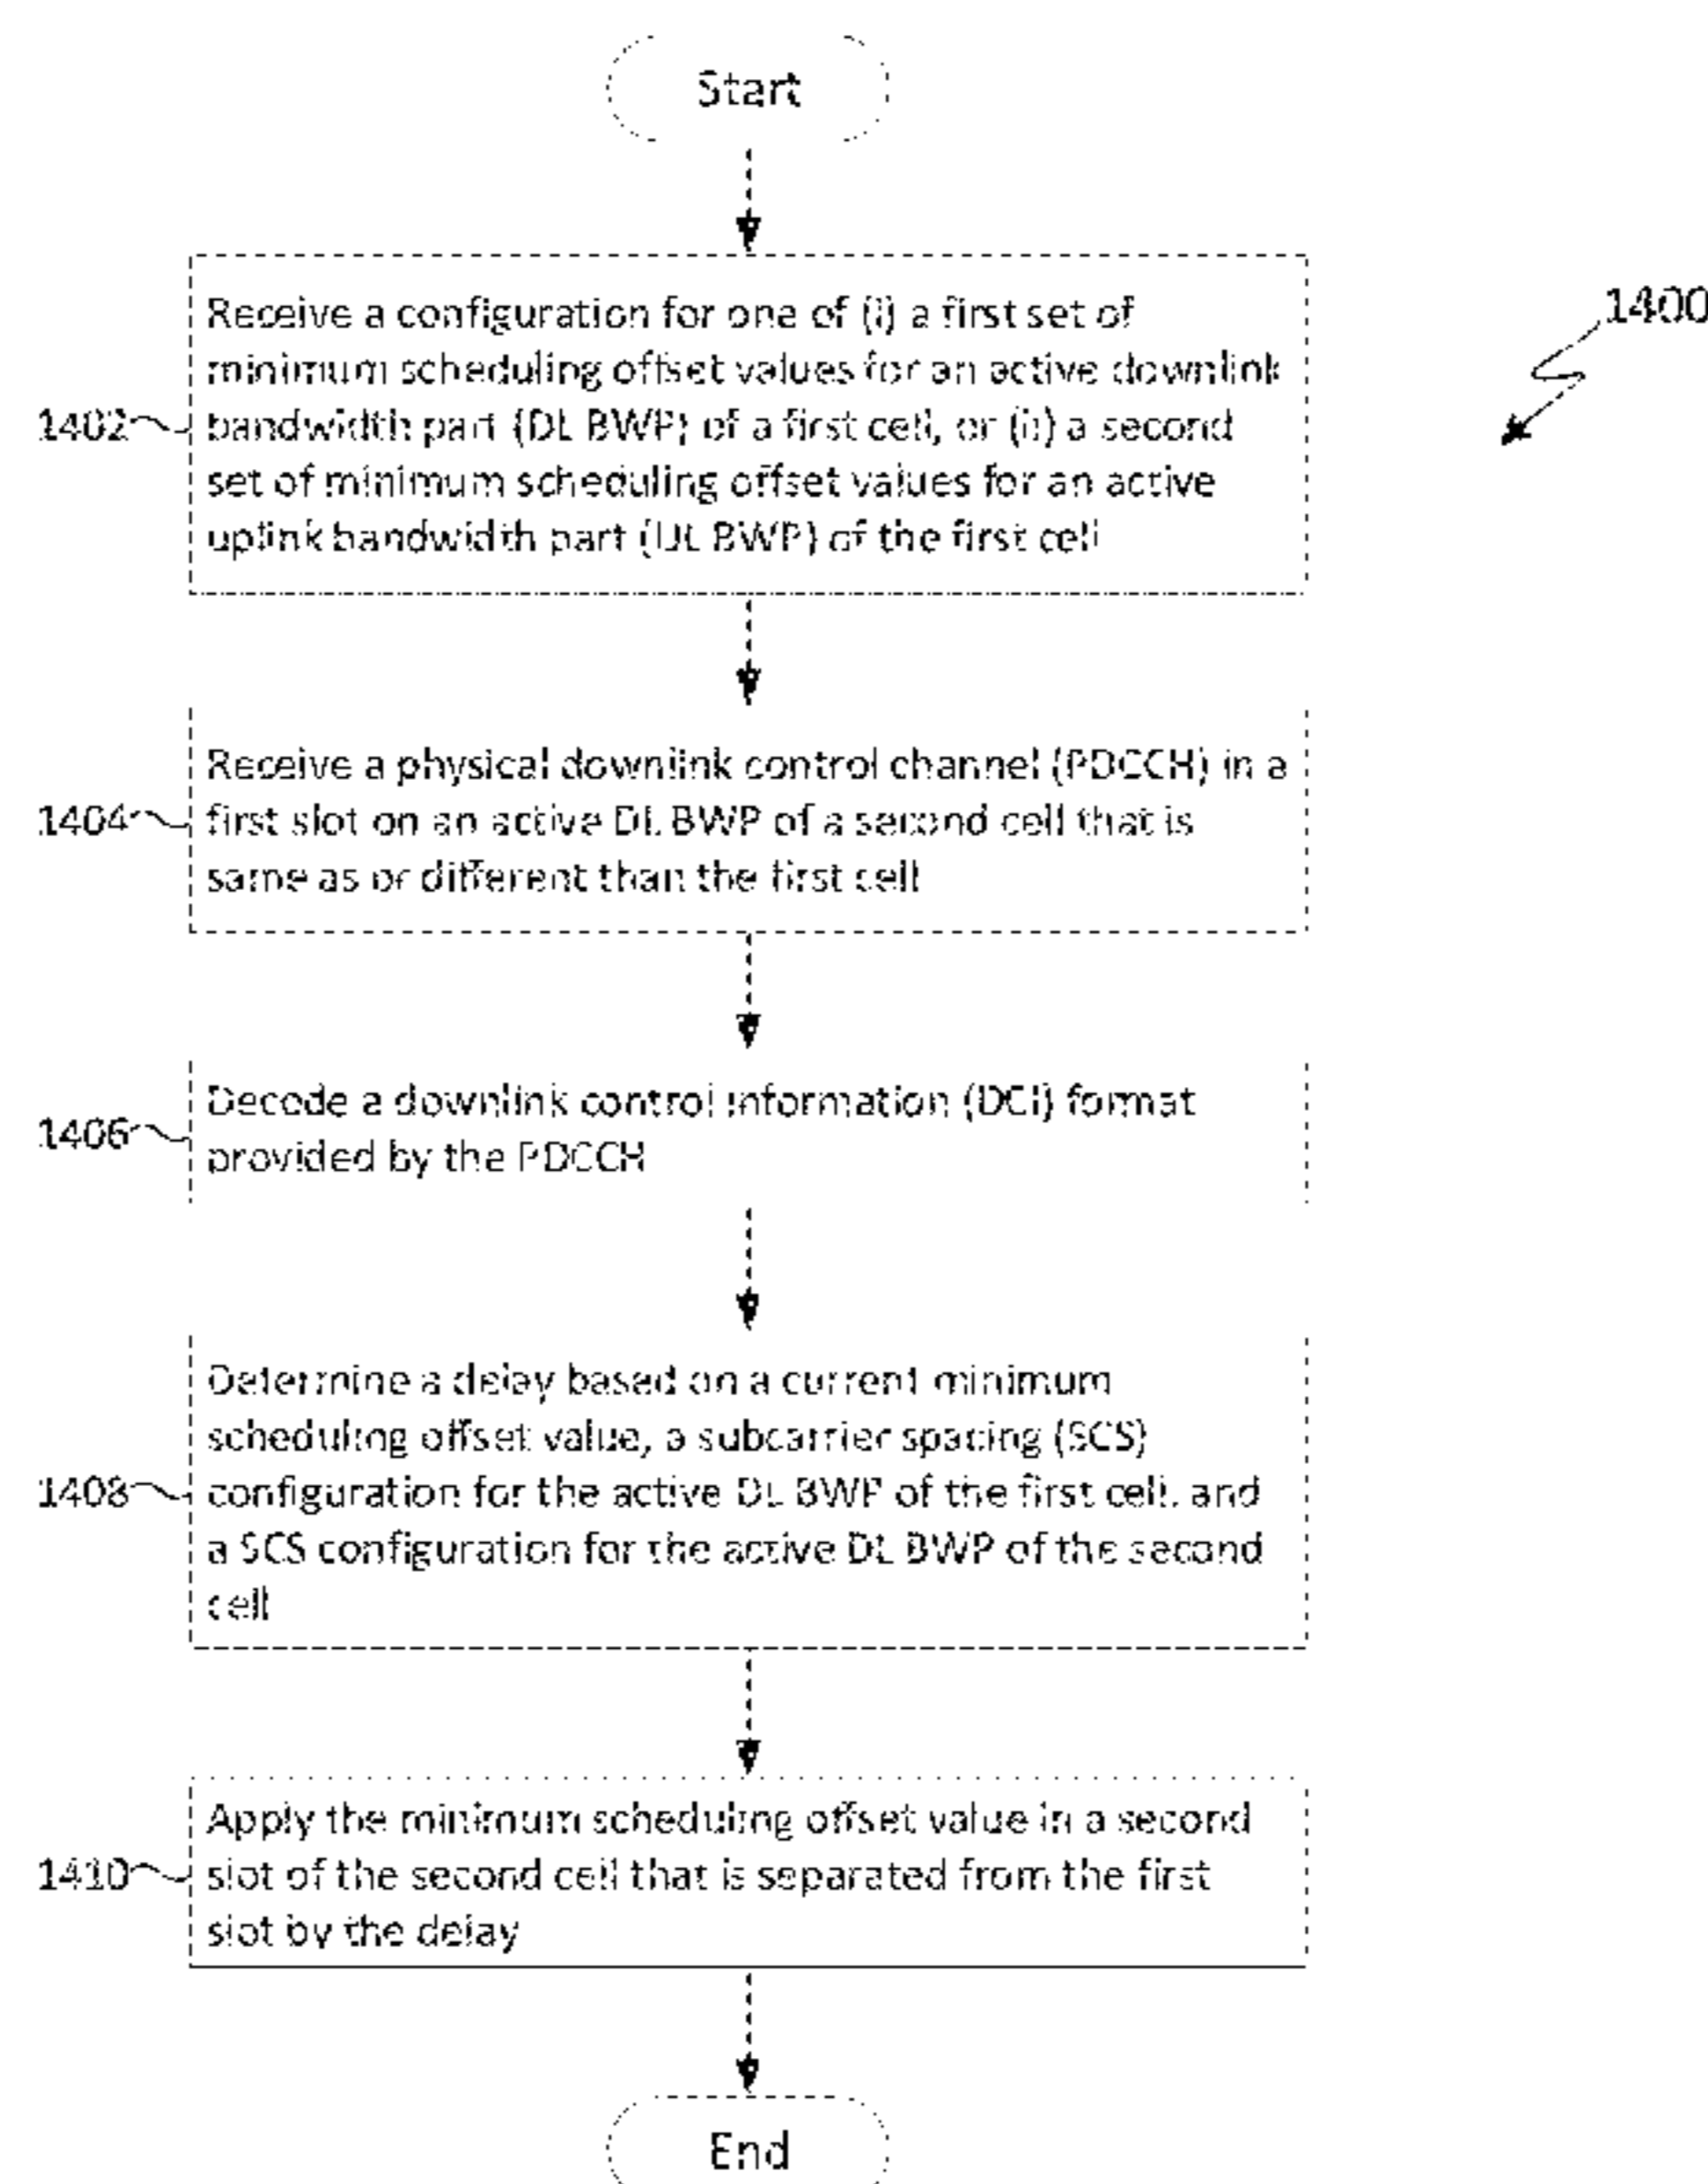 Start
1400
Receive a configuration for one of (i) a first set of
minimum scheduling offset values for an active downlink
1402 bandwidth part (DL BWP) of a first cell, or (ii) a second
set of minimum scheduling offset values for an active
uplink bandwidth part (UL BWP) of the first cell
Receive a physical downlink control channel (PDCCH) in a
1404 first slot on an active DL BWP of a second cell that is
same as or different than the first cell
Decode a downlink control information (DCI) format
1406 provided by the PDCCH
Determine a delay based on a current minimum
scheduling offset value, a subcarrier spacing (SCS)
1408 configuration for the active DL BWP of the first cell, and
a SCS configuration for the active DL BWP of the second
cell
Apply the minimum scheduling offset value in a second
1410 slot of the second cell that is separated from the first
slot by the delay
End